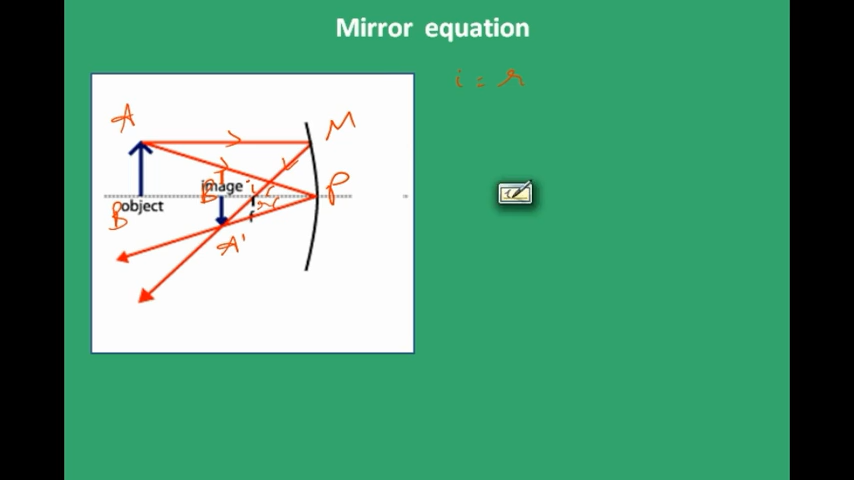 Mirror equation
i = r
A
M
image
i
B'
P
r
object
f
B
A'